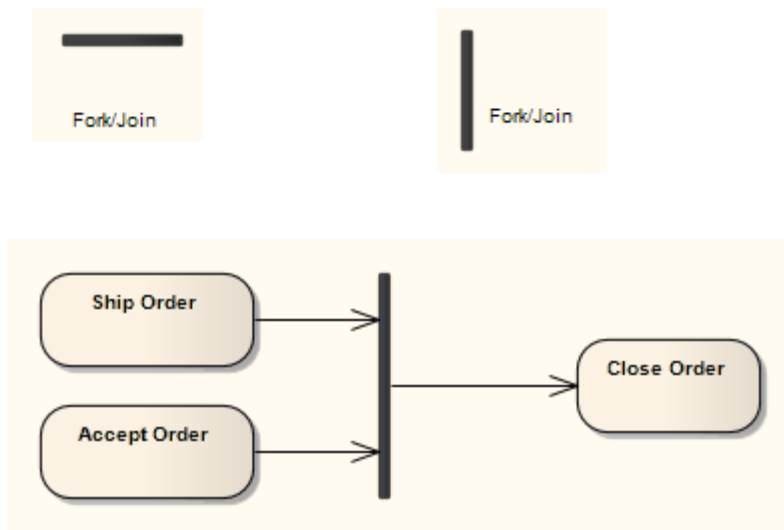 Fork/Join
Fork/Join
Ship Order
Close Order
Accept Order